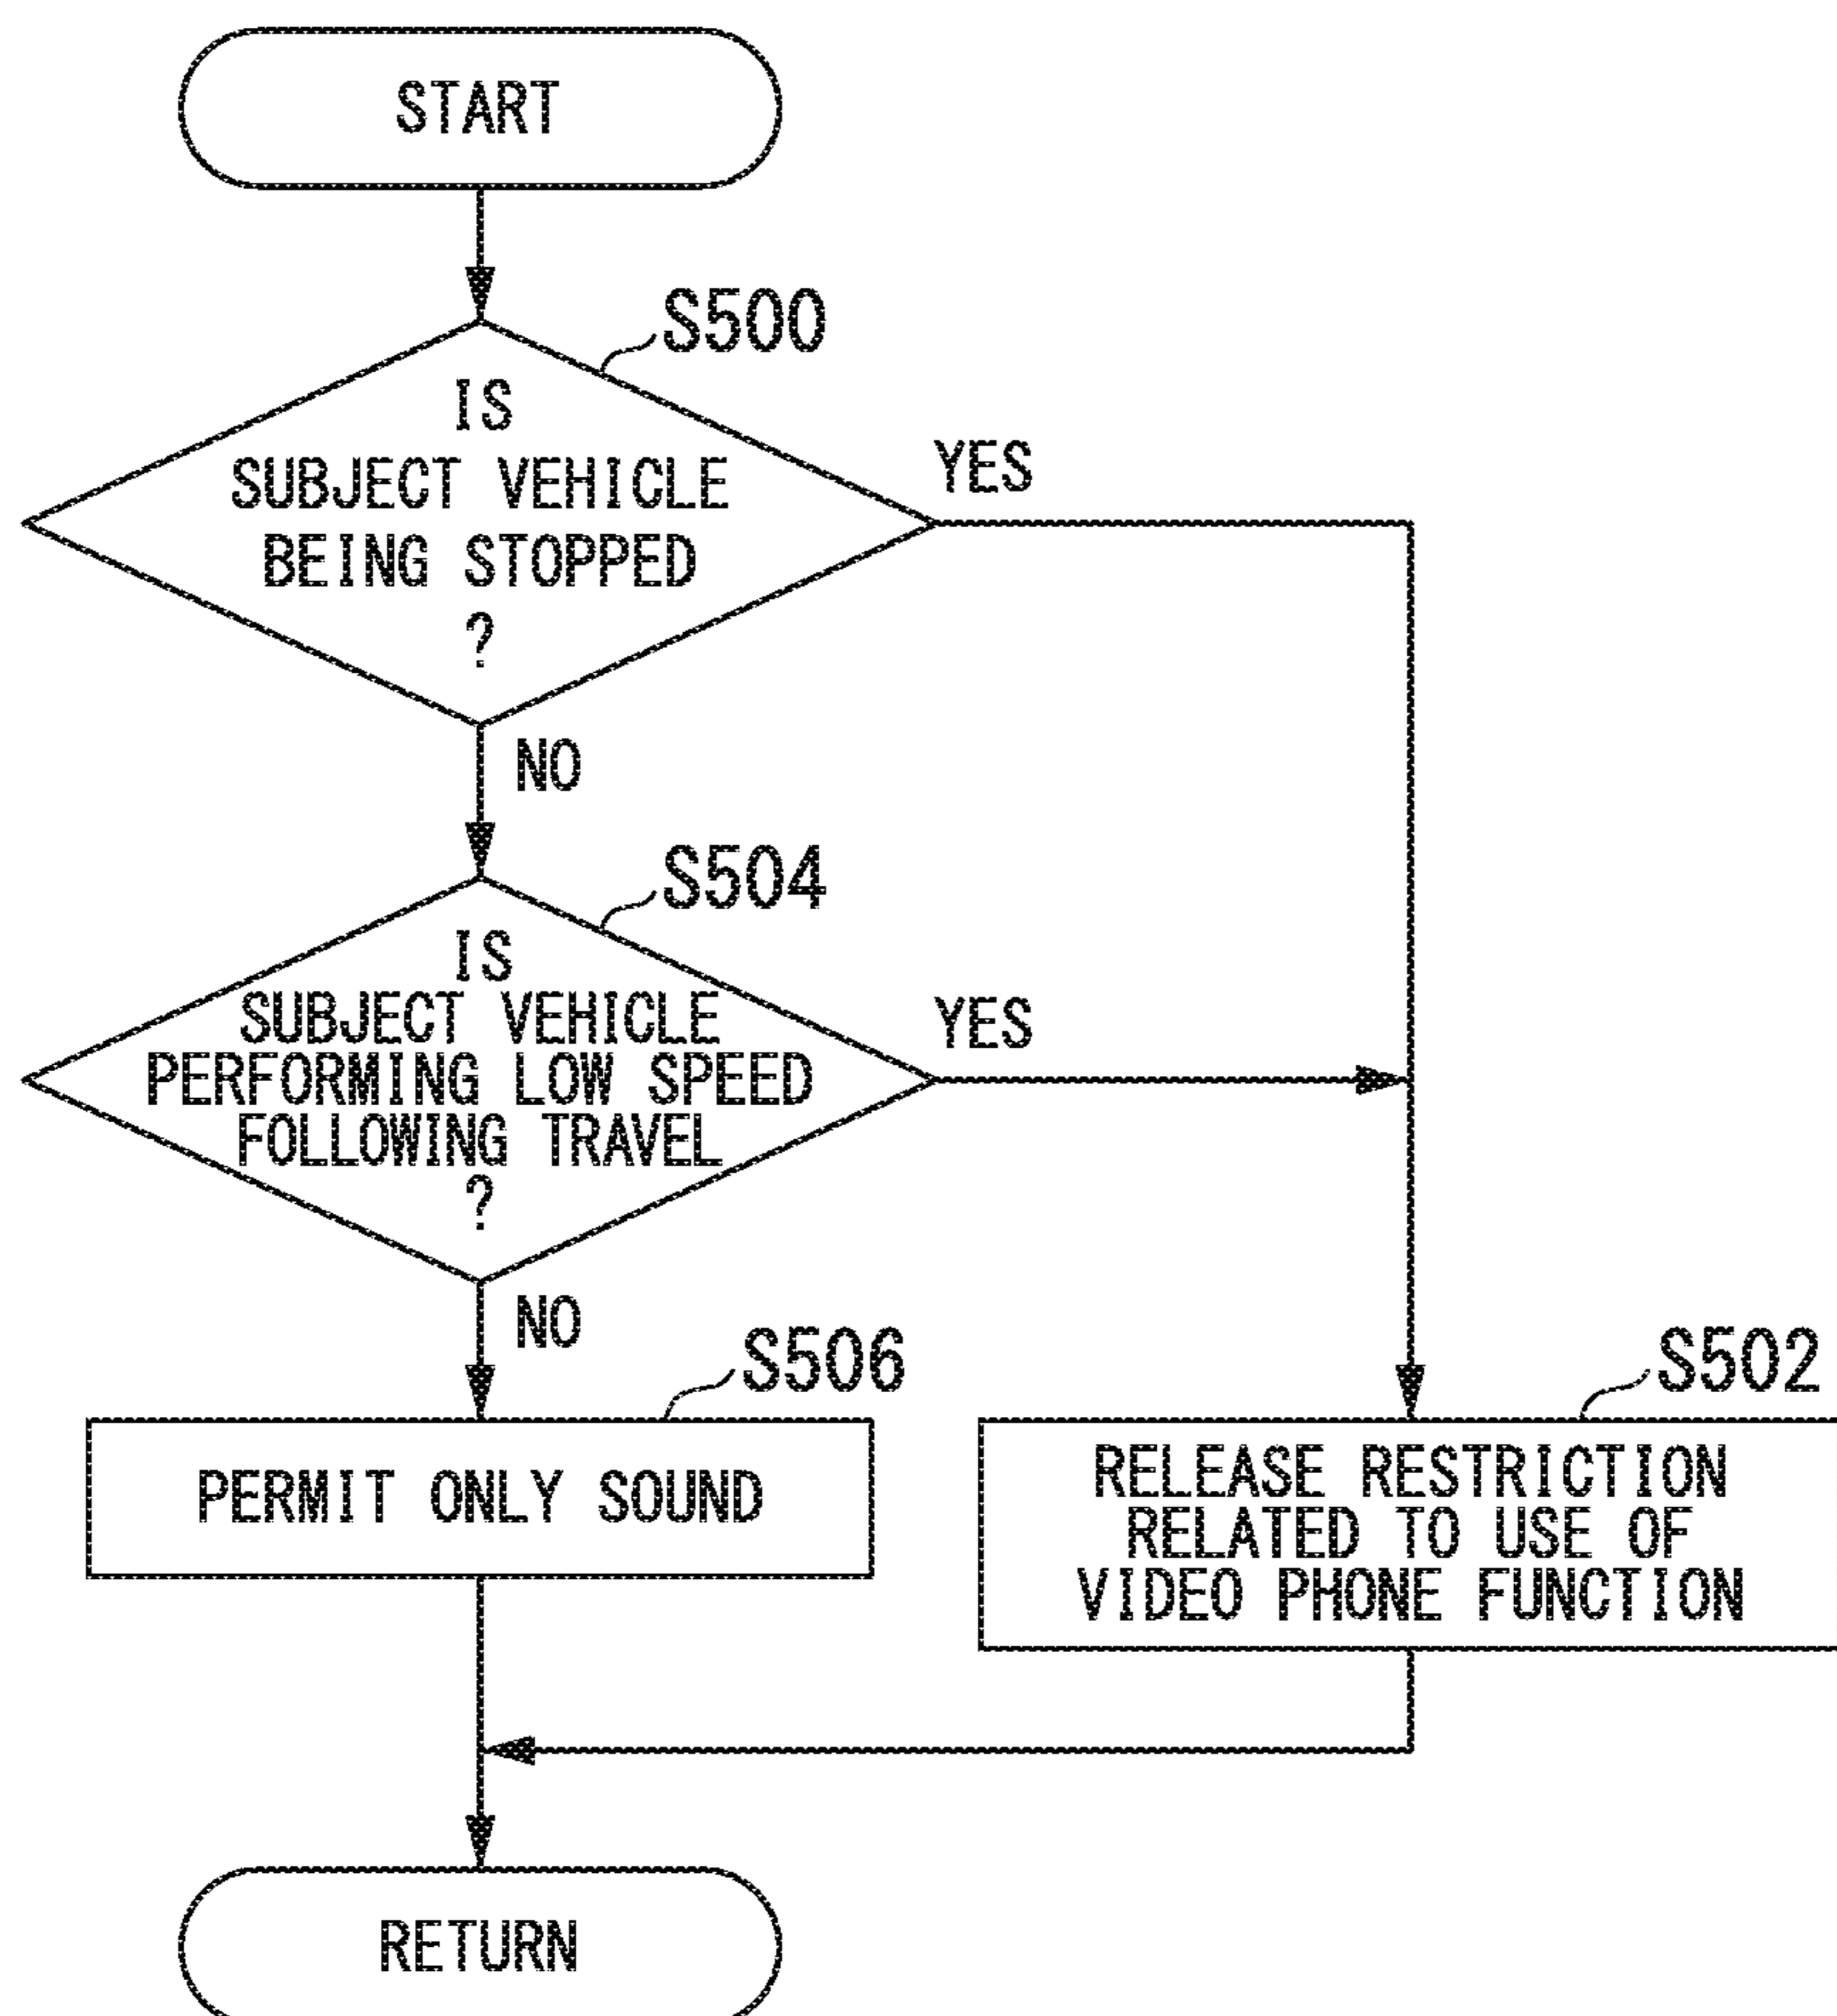 START
S500
IS
SUBJECT VEHICLE
BEING STOPPED
?
YES
NO
S504
IS
SUBJECT VEHICLE
PERFORMING LOW SPEED
FOLLOWING TRAVEL
?
YES
NO
S506
PERMIT ONLY SOUND
S502
RELEASE RESTRICTION
RELATED TO USE OF
VIDEO PHONE FUNCTION
RETURN